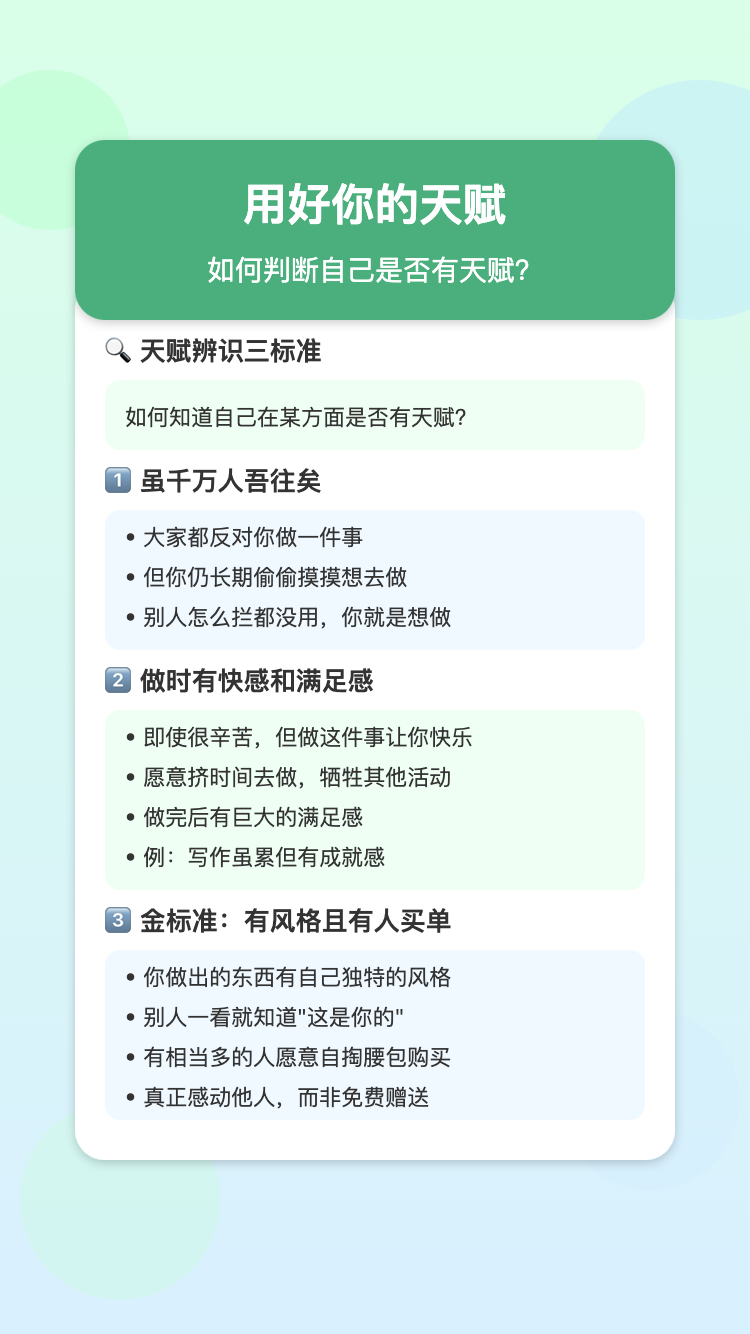 用好你的天赋
如何判断自己是否有天赋?
🔍 天赋辨识三标准
如何知道自己在某方面是否有天赋?
1️⃣ 虽千万人吾往矣
• 大家都反对你做一件事
• 但你仍长期偷偷摸摸想去做
• 别人怎么拦都没用，你就是想做
2️⃣ 做时有快感和满足感
• 即使很辛苦，但做这件事让你快乐
• 愿意挤时间去做，牺牲其他活动
• 做完后有巨大的满足感
• 例：写作虽累但有成就感
3️⃣ 金标准：有风格且有人买单
• 你做出的东西有自己独特的风格
• 别人一看就知道"这是你的"
• 有相当多的人愿意自掏腰包购买
• 真正感动他人，而非免费赠送